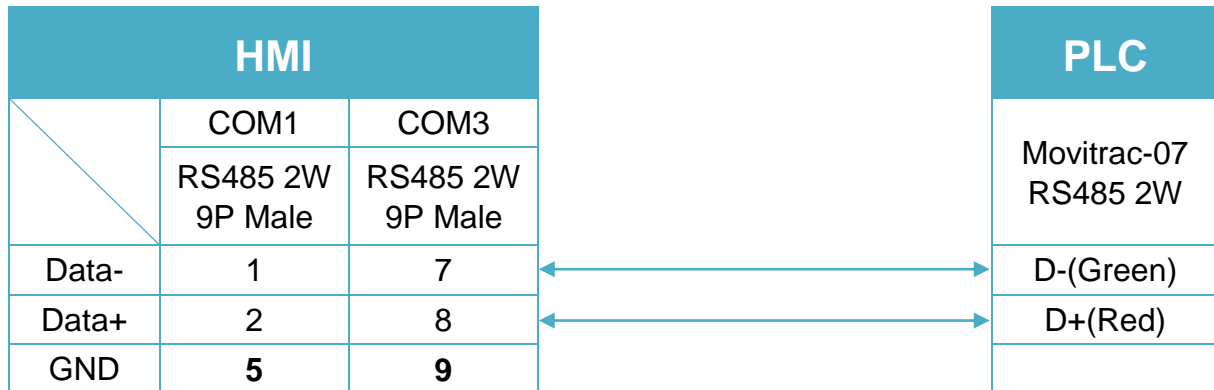 HMI PLC
COM1 COM3
RS485 2W RS485 2W
9P Male 9P Male
Movitrac-07
RS485 2W
Data- 1 7 D-(Green)
Data+ 2 8 D+(Red)
GND 5 9